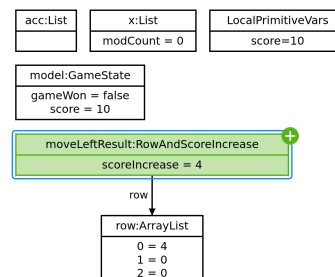 acc:List
x:List
modCount = 0
LocalPrimitiveVars
score=10
model:GameState
gameWon = false
score = 10
moveLeftResult:RowAndScoreIncrease
scoreIncrease = 4
row
row:ArrayList
0 = 4
1 = 0
2 = 0